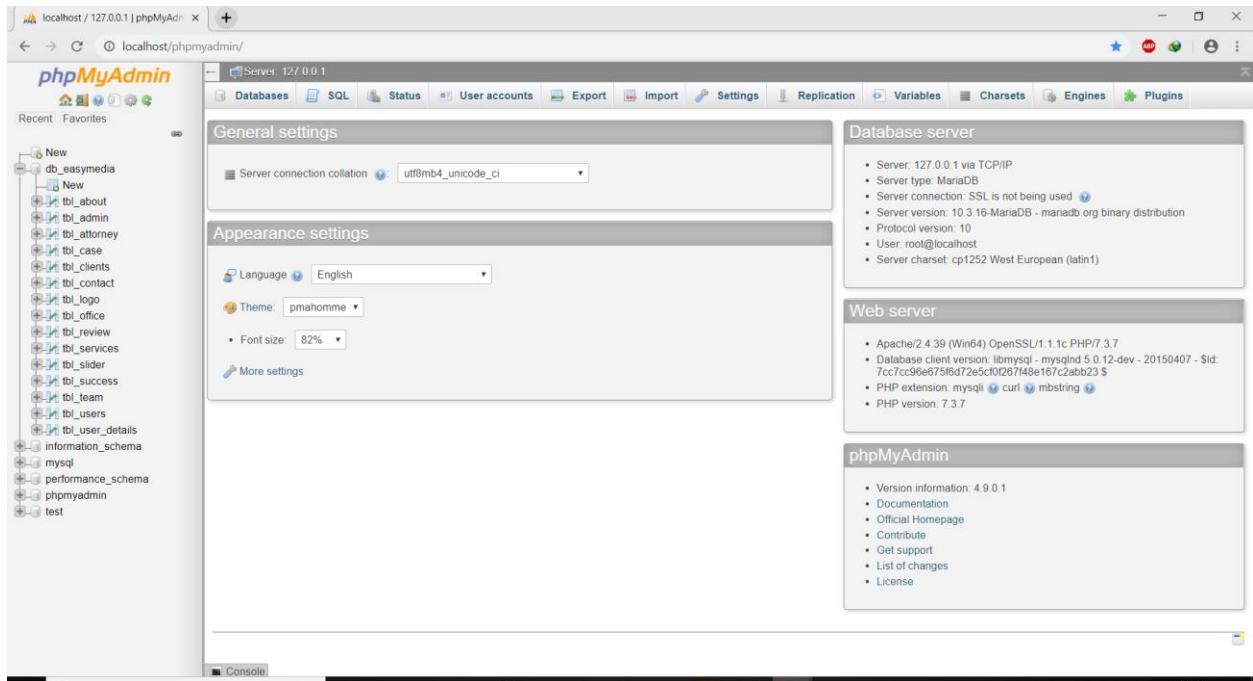 localhost / 127.0.0.1 | phpMyAdn
localhost/phpmyadmin/
ABP
phpMyAdmin
Recent Favorites
New
db_easymedia
New
tbl_about
tbl_admin
tbl_attorney
tbl_case
tbl_clients
tbl_contact
tbl_logo
tbl_office
tbl_review
tbl_services
tbl_slider
tbl_success
tbl_team
tbl_users
tbl_user_details
information_schema
mysql
performance_schema
phpmyadmin
test
Server: 127.0.0.1
Databases SQL Status User accounts Export Import Settings Replication Variables Charsets Engines Plugins
General settings
Server connection collation : utf8mb4_unicode_ci
Appearance settings
Language English
Theme: pmahomme
• Font size: 82%
More settings
Database server
• Server: 127.0.0.1 via TCP/IP
• Server type: MariaDB
• Server connection: SSL is not being used
• Server version: 10.3.16-MariaDB - mariadb.org binary distribution
• Protocol version: 10
• User: root@localhost
• Server charset: cp1252 West European (latin1)
Web server
• Apache/2.4.39 (Win64) OpenSSL/1.1.1c PHP/7.3.7
• Database client version: libmysql - mysqlnd 5.0.12-dev - 20150407 - $Id:
7cc7cc96e675f6d72e5cf0f267f48e167c2abb23 $
• PHP extension: mysqli curl mbstring
• PHP version: 7.3.7
phpMyAdmin
• Version information: 4.9.0.1
• Documentation
• Official Homepage
• Contribute
• Get support
• List of changes
• License
Console